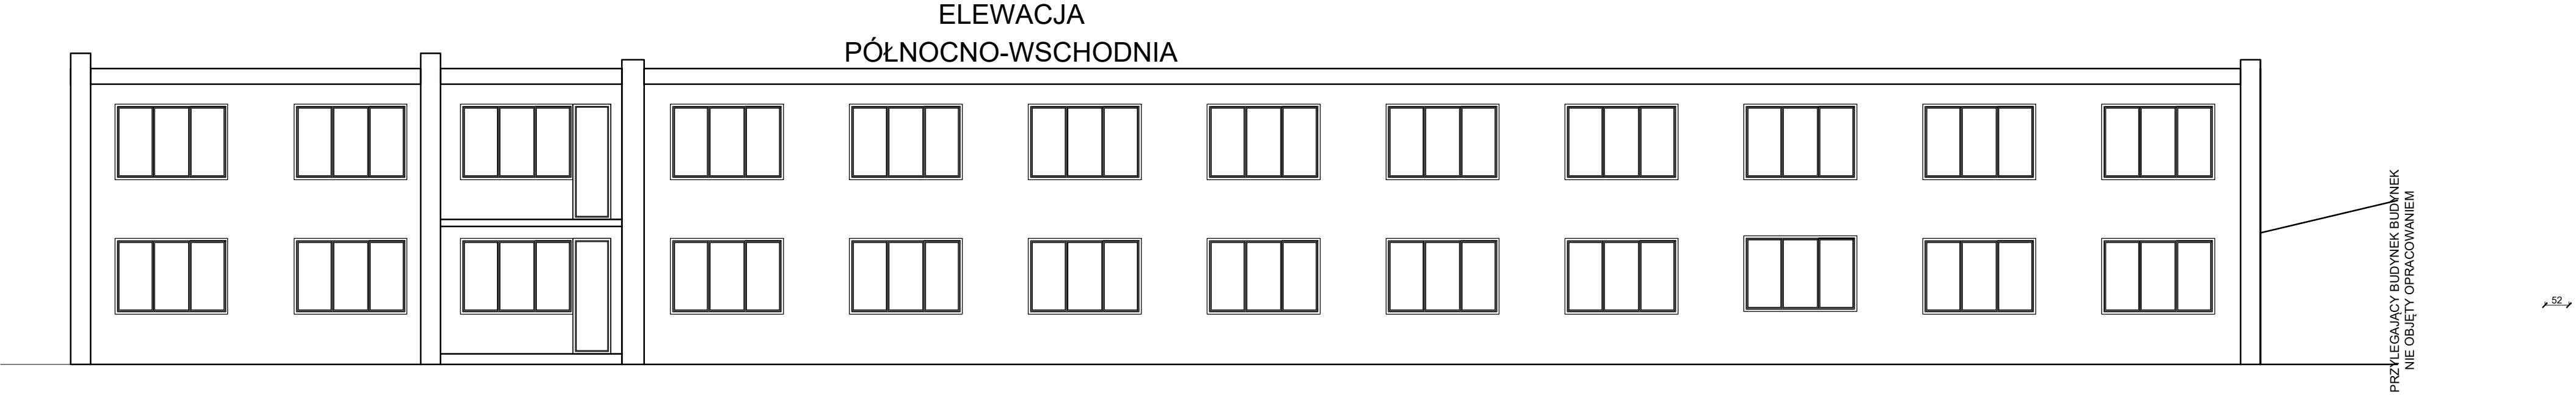 ELEWACJA
PÓŁNOCNO-WSCHODNIA
PRZYLEGAJĄCY BUDYNEK BUDYNEK
NIE OBJĘTY OPRACOWANIEM
52